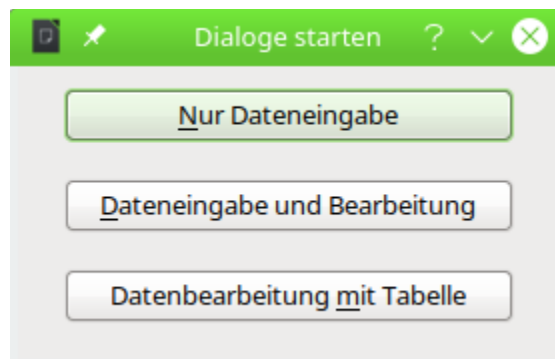 Dialoge starten
Nur Dateneingabe
Dateneingabe und Bearbeitung
Datenbearbeitung mit Tabelle